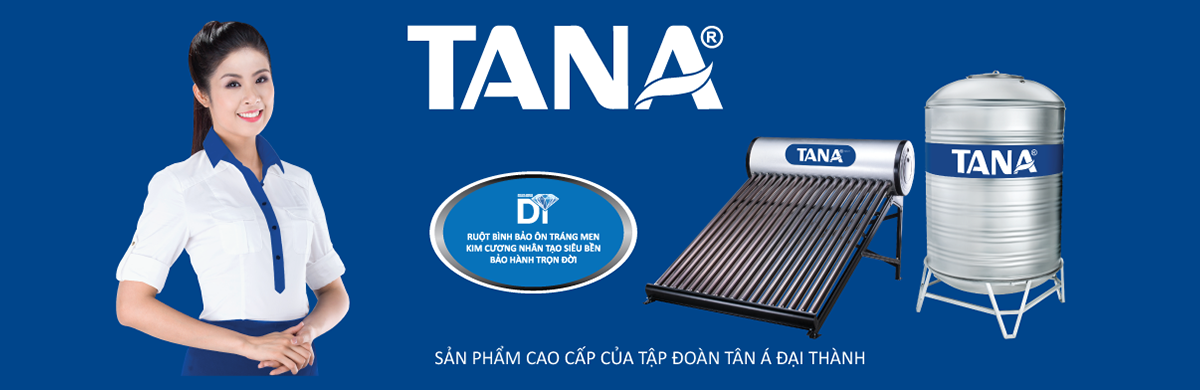 TANA®
TANA®
TANA®
DI
RUỘT BÌNH BẢO ÔN TRÁNG MEN
KIM CƯƠNG NHÂN TẠO SIÊU BỀN
BẢO HÀNH TRỌN ĐỜI
SẢN PHẨM CAO CẤP CỦA TẬP ĐOÀN TÂN Á ĐẠI THÀNH